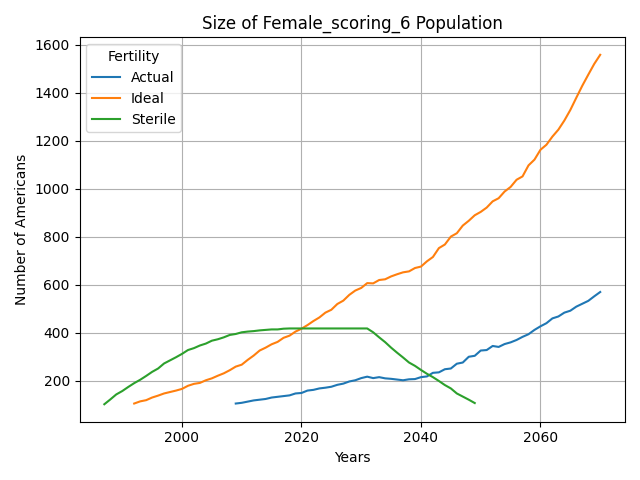 Size of Female_scoring_6 Population
Fertility
Actual
Ideal
Sterile
1600
1400
1200
1000
800
600
400
200
Number of Americans
2000
2020
2040
2060
Years